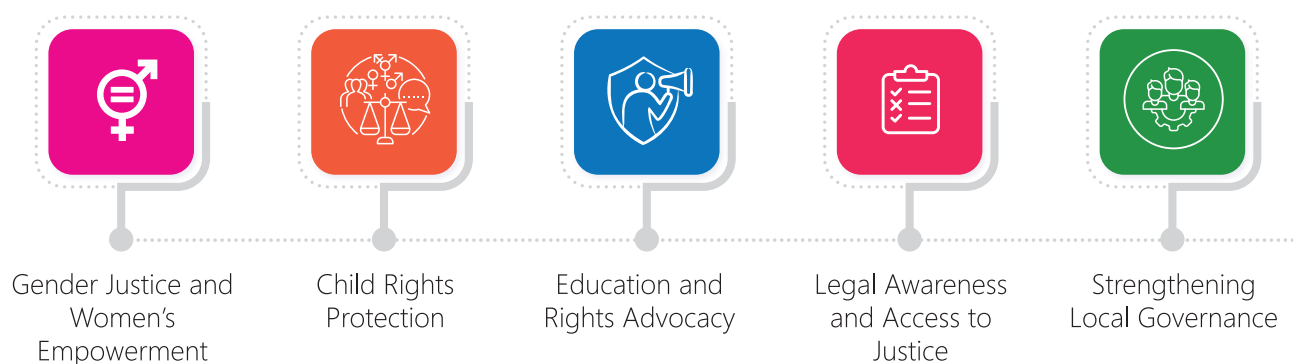 Gender Justice and
Women’s
Empowerment
Child Rights
Protection
Education and
Rights Advocacy
Legal Awareness
and Access to
Justice
Strengthening
Local Governance